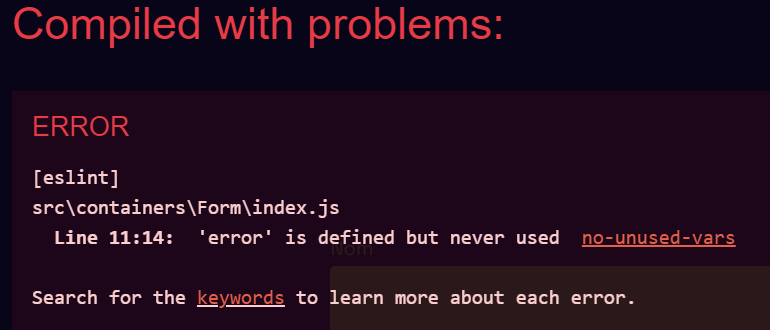 Compiled with problems:
ERROR
[eslint]
src\containers\Form\index.js
Line 11:14:  'error' is defined but never used  no-unused-vars
Nom
Search for the keywords to learn more about each error.